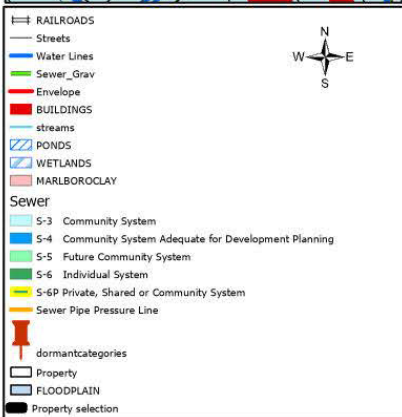 RAILROADS
Streets
Water Lines
Sewer_Grav
Envelope
BUILDINGS
streams
PONDS
WETLANDS
MARLBOROCLAY
Sewer
S-3 Community System
S-4 Community System Adequate for Development Planning
S-5 Future Community System
S-6 Individual System
S-6P Private, Shared or Community System
Sewer Pipe Pressure Line
dormantcategories
Property
FLOODPLAIN
Property selection
N
W E
S